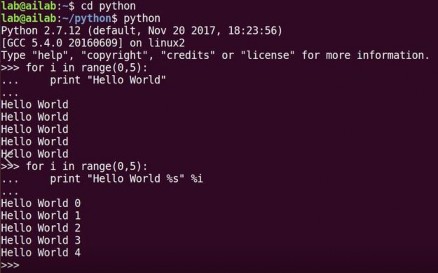 lab@ailab:~$ cd python
lab@ailab:~/python$ python
Python 2.7.12 (default, Nov 20 2017, 18:23:56)
[GCC 5.4.0 20160609] on linux2
Type "help", "copyright", "credits" or "license" for more information.
>>> for i in range(0,5):
...     print "Hello World"
...
Hello World
Hello World
Hello World
Hello World
Hello World
>>> for i in range(0,5):
...     print "Hello World %s" %i
...
Hello World 0
Hello World 1
Hello World 2
Hello World 3
Hello World 4
>>>